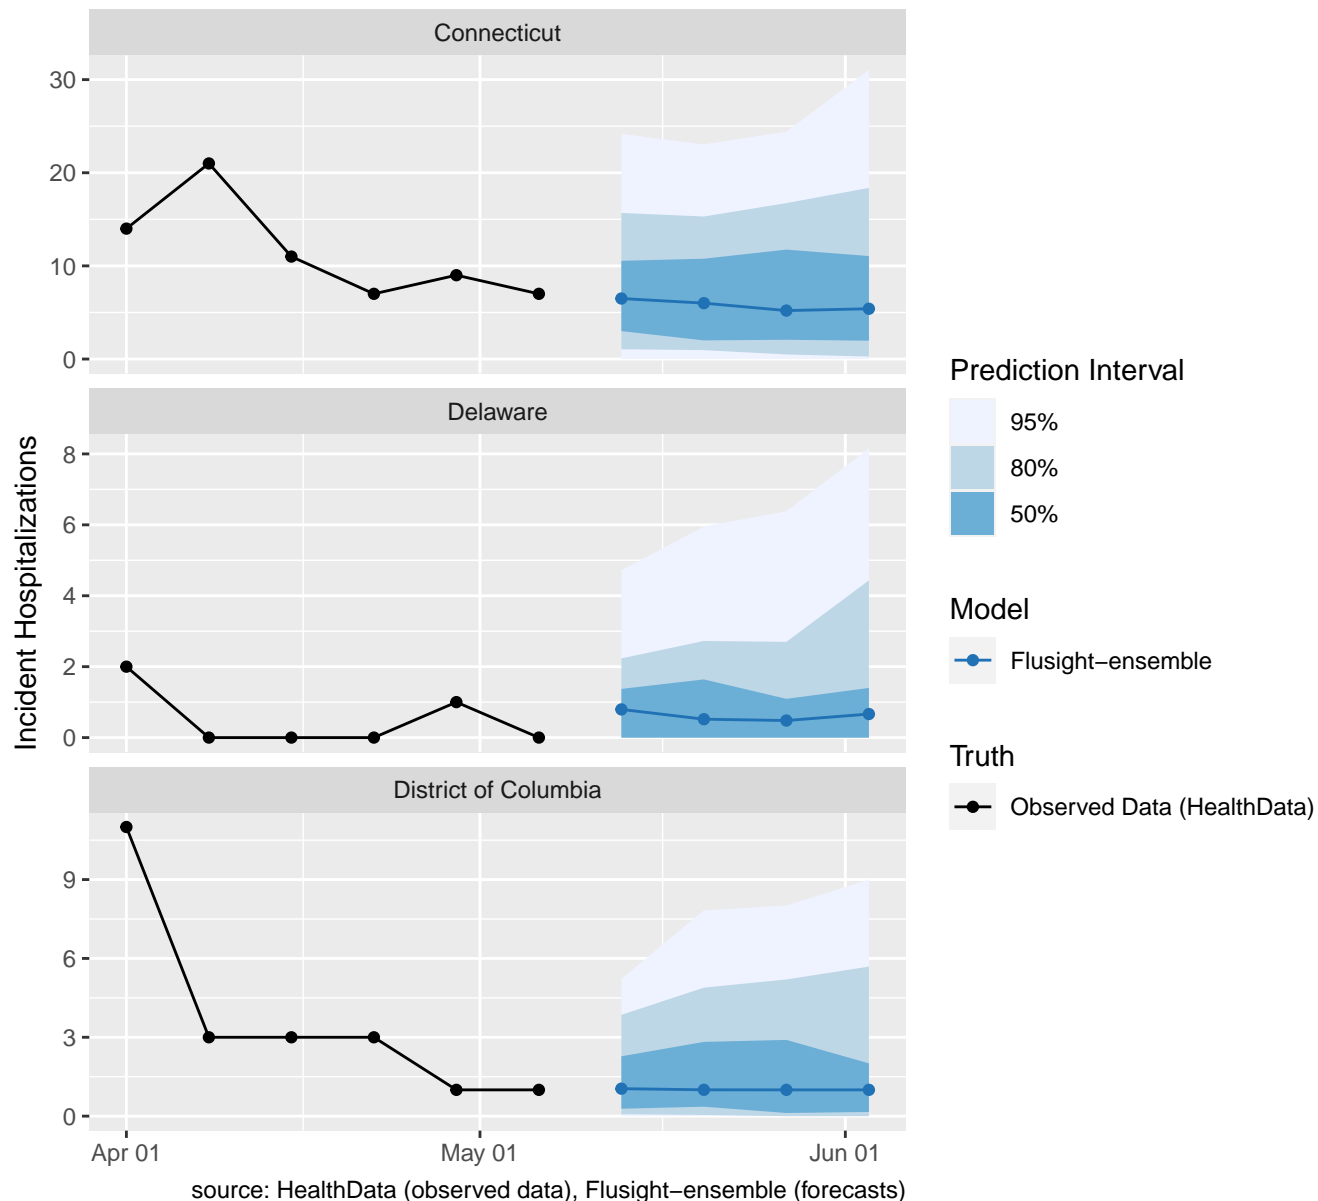 Connecticut
30
20
10
0
Delaware
8
6
4
2
0
District of Columbia
9
6
3
0
Apr 01
May 01
Jun 01
Incident Hospitalizations
source: HealthData (observed data), Flusight−ensemble (forecasts)
Prediction Interval
95%
80%
50%
Model
Flusight−ensemble
Truth
Observed Data (HealthData)